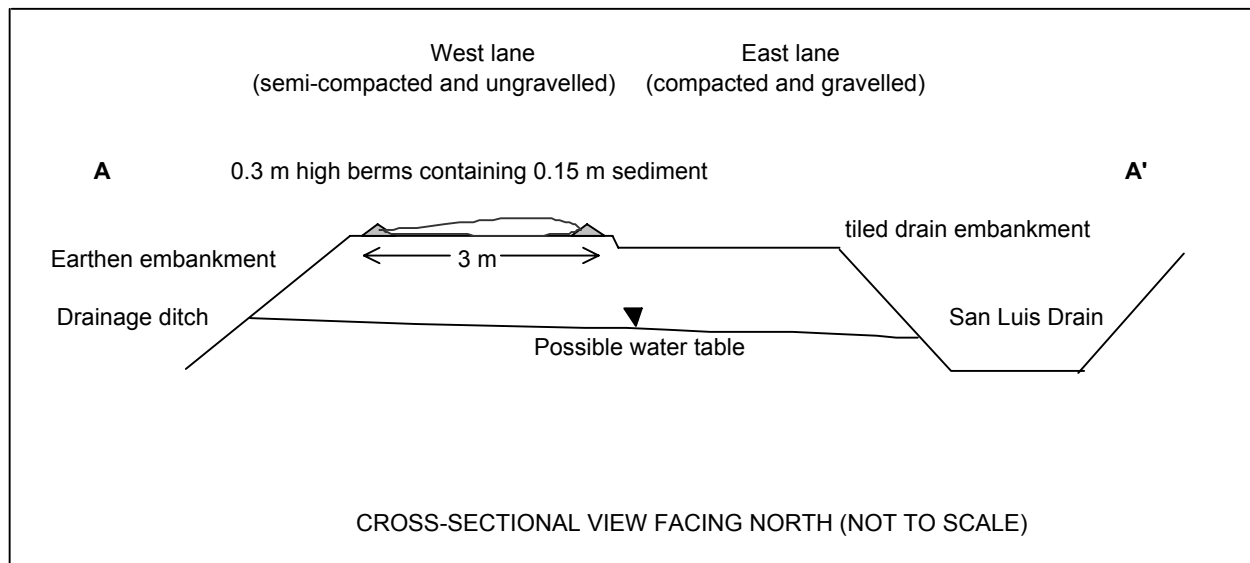 West lane
(semi-compacted and ungravelled)
East lane
(compacted and gravelled)
A
0.3 m high berms containing 0.15 m sediment
A'
tiled drain embankment
Earthen embankment
3 m
Drainage ditch
San Luis Drain
Possible water table
CROSS-SECTIONAL VIEW FACING NORTH (NOT TO SCALE)